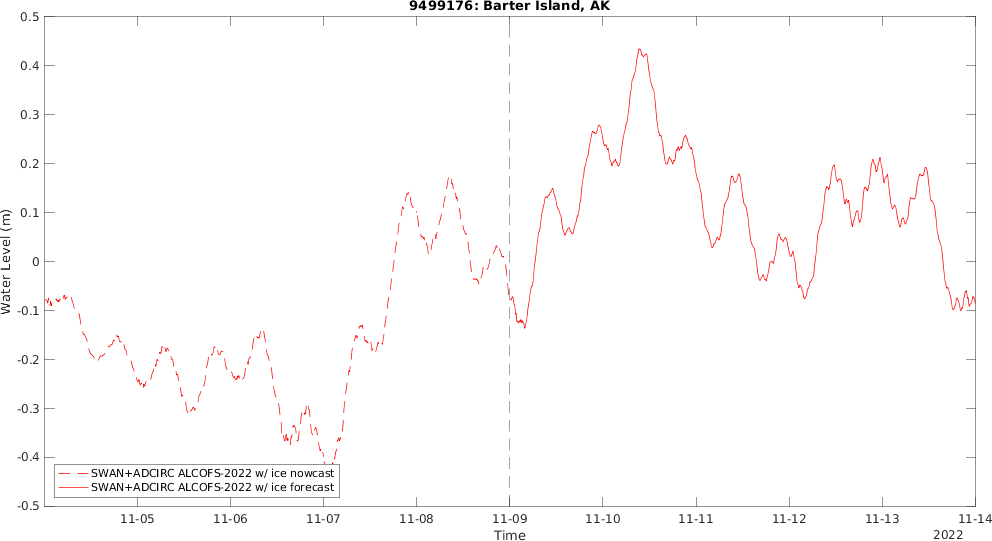 9499176: Barter Island, AK
Water Level (m)
0.5
0.4
0.3
0.2
0.1
0
-0.1
-0.2
-0.3
-0.4
-0.5
SWAN+ADCIRC ALCOFS-2022 w/ ice nowcast
SWAN+ADCIRC ALCOFS-2022 w/ ice forecast
11-05 11-06 11-07 11-08 11-09 11-10 11-11 11-12 11-13 11-14
Time
2022